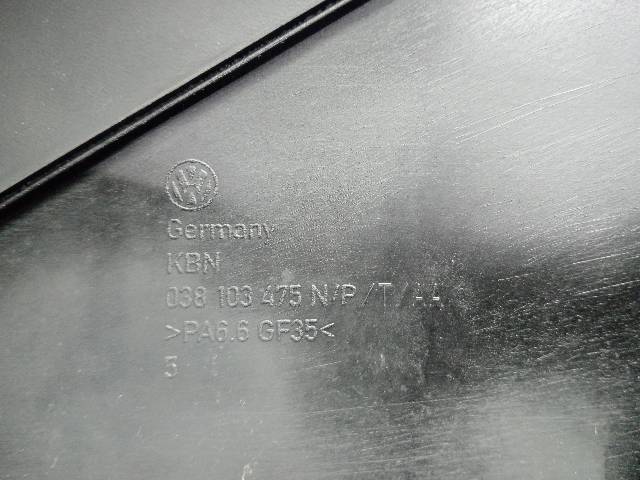 Germany
KBN
038 103 475 N/P/T/AA
>PA6.6 GF35<
3